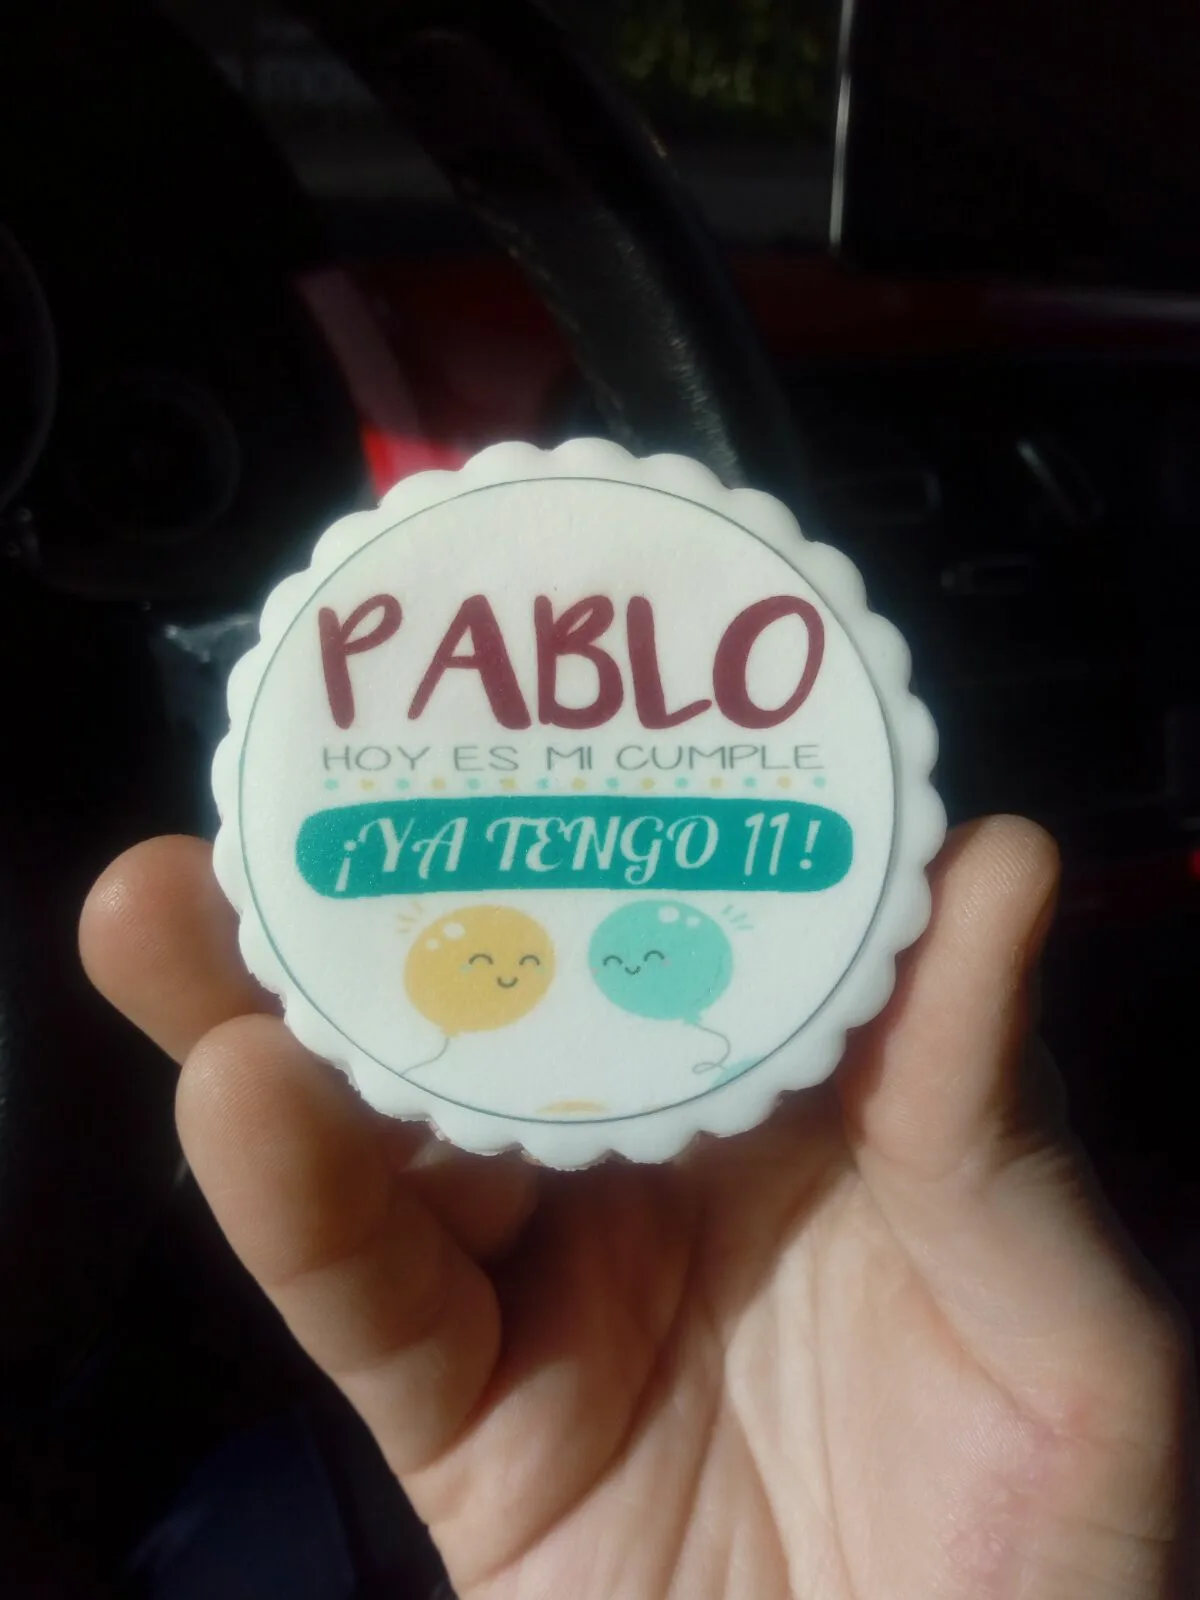 PABLO
HOY ES MI CUMPLE
¡YA TENGO 11!